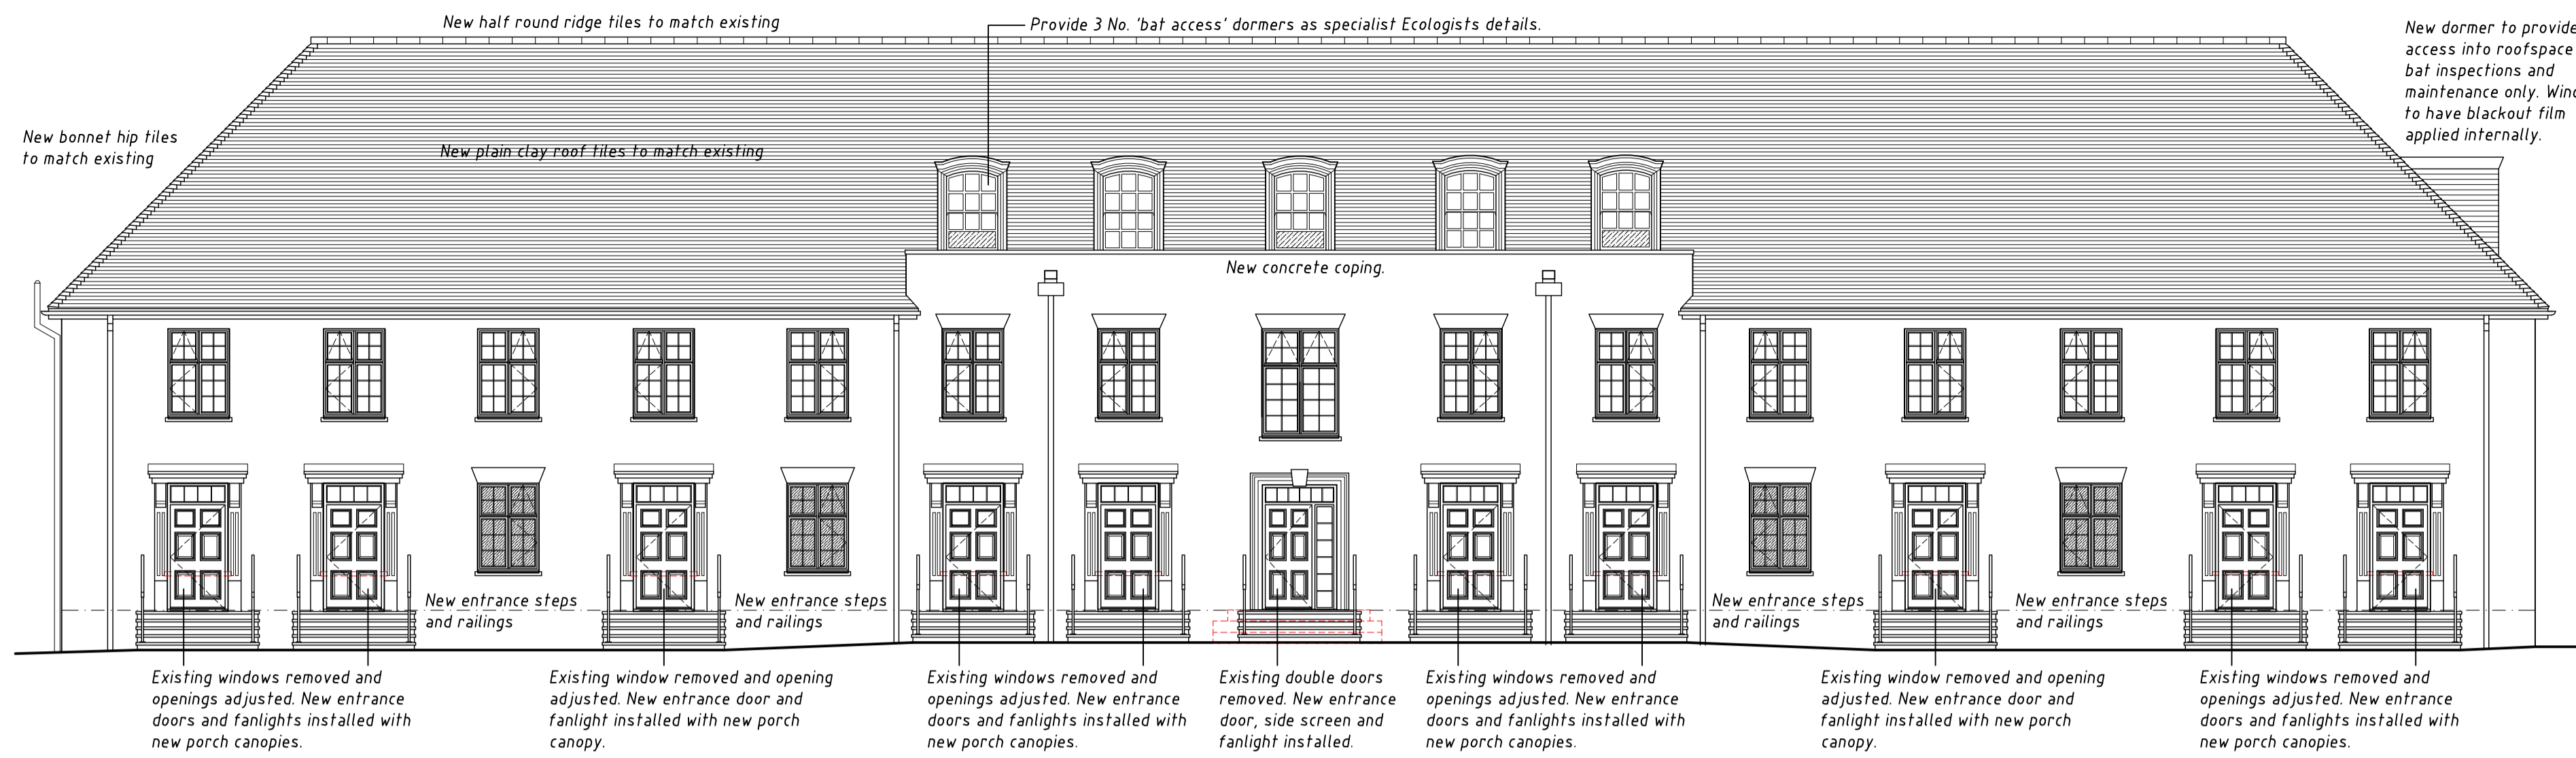 New half round ridge tiles to match existing
Provide 3 No. 'bat access' dormers as specialist Ecologists details.
New dormer to provide
access into roofspace
bat inspections and
maintenance only.
to have blackout film
applied internally.
New bonnet hip tiles
to match existing
New plain clay roof tiles to match existing
New concrete coping.
New entrance steps
and railings
New entrance steps
and railings
New entrance steps
and railings
New entrance steps
and railings
Existing windows removed and
openings adjusted. New entrance
doors and fanlights installed with
new porch canopies.
Existing window removed and opening
adjusted. New entrance door and
fanlight installed with new porch
canopy.
Existing windows removed and
openings adjusted. New entrance
doors and fanlights installed with
new porch canopies.
Existing double doors
removed. New entrance
door, side screen and
fanlight installed.
Existing windows removed and
openings adjusted. New entrance
doors and fanlights installed with
new porch canopies.
Existing window removed and opening
adjusted. New entrance door and
fanlight installed with new porch
canopy.
Existing windows removed and
openings adjusted. New entrance
doors and fanlights installed with
new porch canopies.